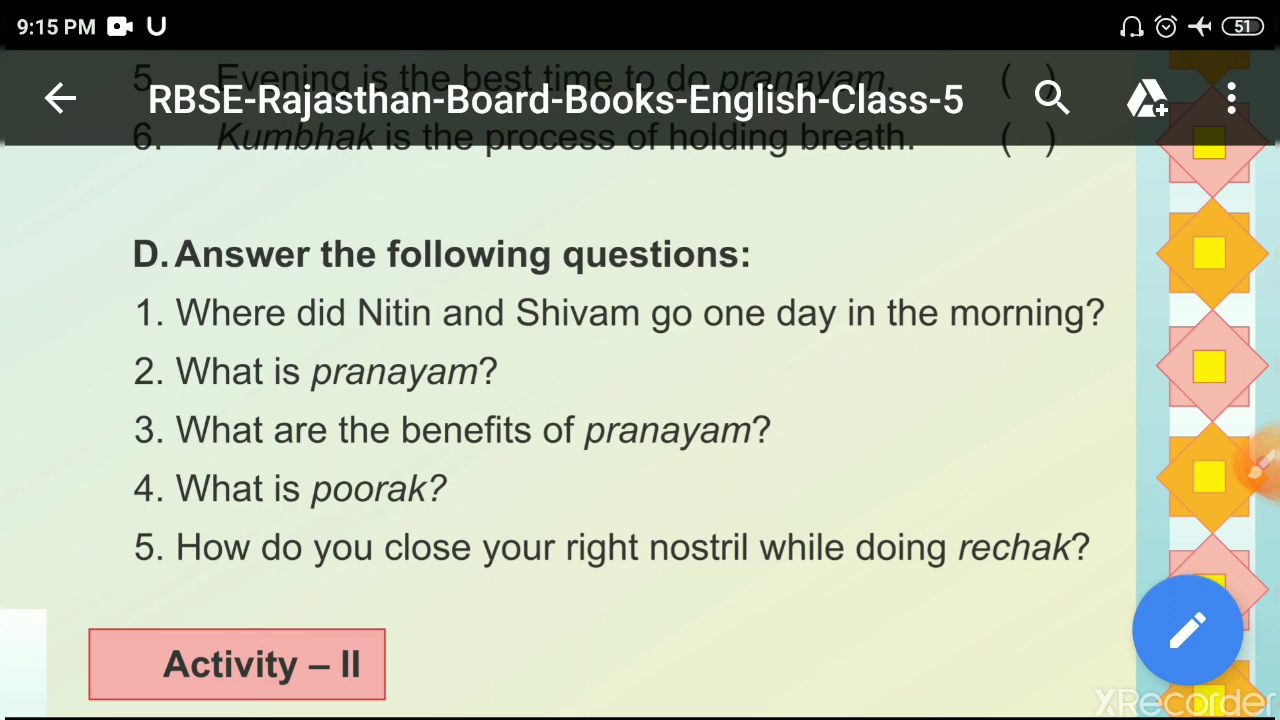 9:15 PM U 51
5. Evening is the best time to do pranayam. ( )
RBSE-Rajasthan-Board-Books-English-Class-5
6. Kumbhak is the process of holding breath. ( )
D. Answer the following questions:
1. Where did Nitin and Shivam go one day in the morning?
2. What is pranayam?
3. What are the benefits of pranayam?
4. What is poorak?
5. How do you close your right nostril while doing rechak?
Activity – II
XRecorder